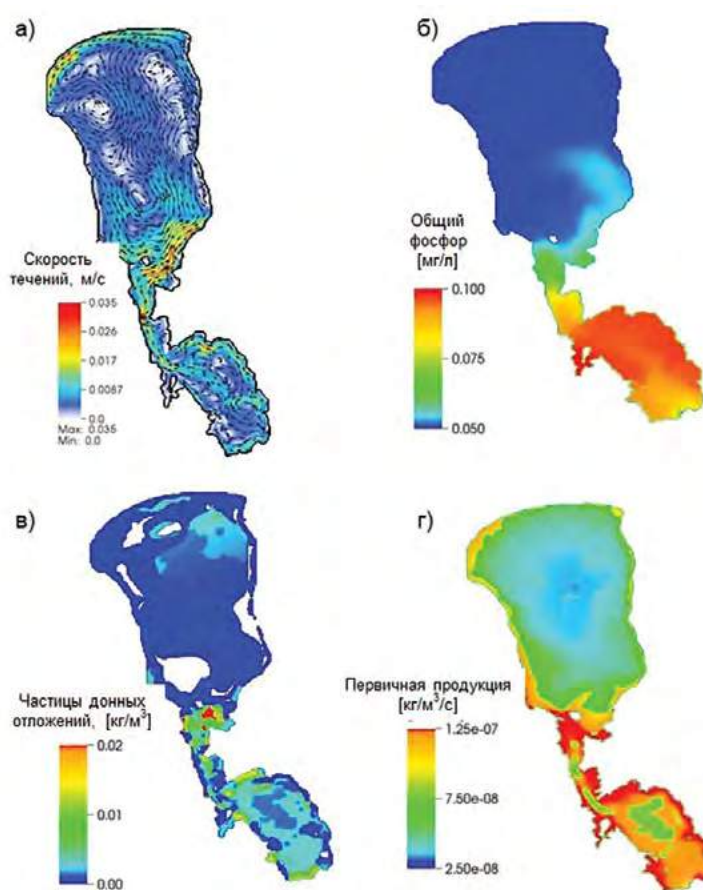 а)
Скорость
течений, м/с
0.035
0.026
0.017
0.0087
0.0
Max: 0.035
Min: 0.0
б)
Общий
фосфор
[мг/л]
0.100
0.075
0.050
в)
Частицы донных
отложений, [кг/м³]
0.02
0.01
0.00
г)
Первичная продукция
[кг/м³/с]
1.25e-07
7.50e-08
2.50e-08